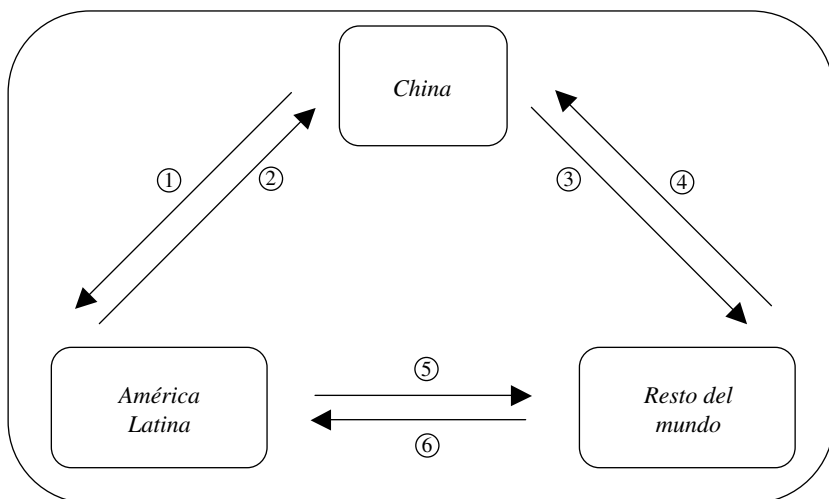 China
① ② ③ ④
América
Latina
⑤
Resto del
mundo
⑥